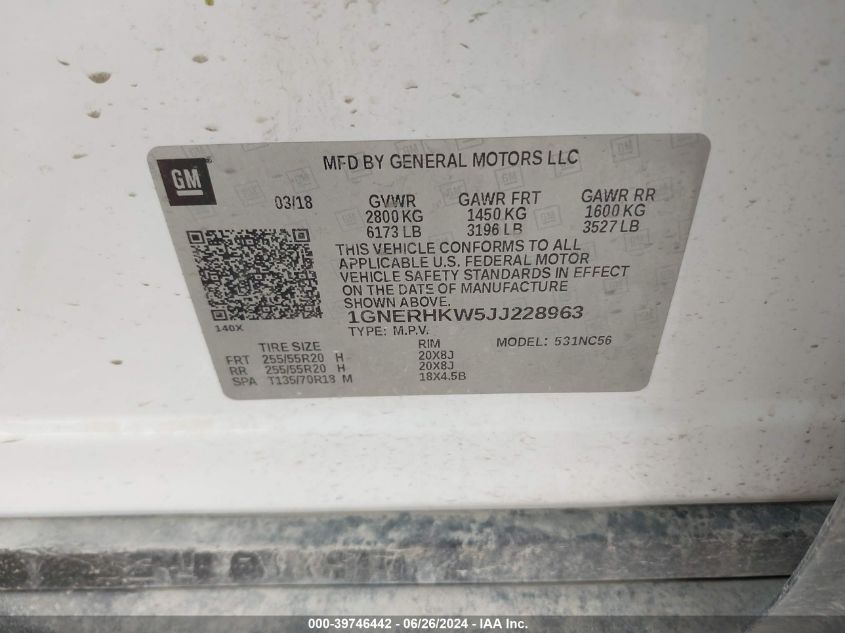 GM
MFD BY GENERAL MOTORS LLC
03/18 GVWR GAWR FRT GAWR RR
2800 KG 1450 KG 1600 KG
6173 LB 3196 LB 3527 LB
THIS VEHICLE CONFORMS TO ALL
APPLICABLE U.S. FEDERAL MOTOR
VEHICLE SAFETY STANDARDS IN EFFECT
ON THE DATE OF MANUFACTURE
SHOWN ABOVE.
140X
1GNERHKW5JJ228963
TYPE: M.P.V. MODEL: 531NC56
TIRE SIZE RIM
FRT 255/55R20 H 20X8J
RR 255/55R20 H 20X8J
SPA T135/70R18 M 18X4.5B
000-39746442 - 06/26/2024 - IAA Inc.